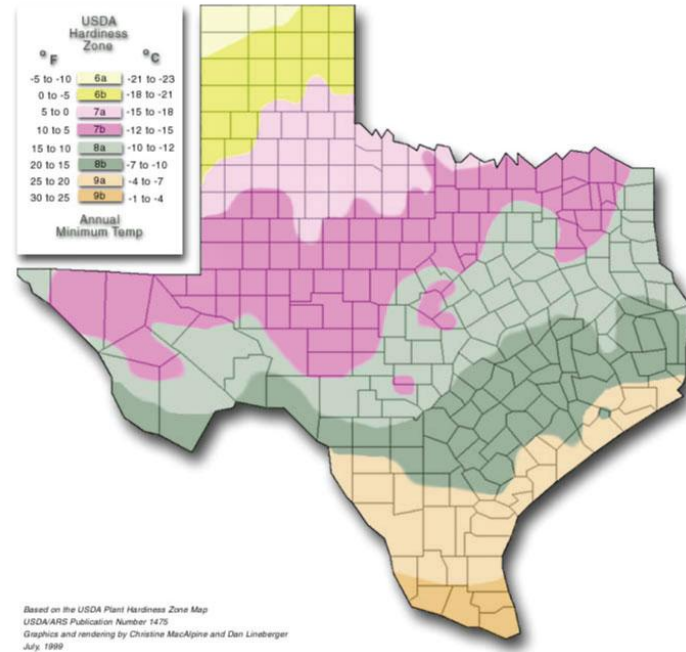 USDA
Hardiness
Zone
°F °C
-5 to -10 6a -21 to -23
0 to -5 6b -18 to -21
5 to 0 7a -15 to -18
10 to 5 7b -12 to -15
15 to 10 8a -10 to -12
20 to 15 8b -7 to -10
25 to 20 9a -4 to -7
30 to 25 9b -1 to -4
Annual
Minimum Temp
Based on the USDA Plant Hardiness Zone Map
USDA/ARS Publication Number 1475
Graphics and rendering by Christine MacAlpine and Dan Lineberger
July, 1999